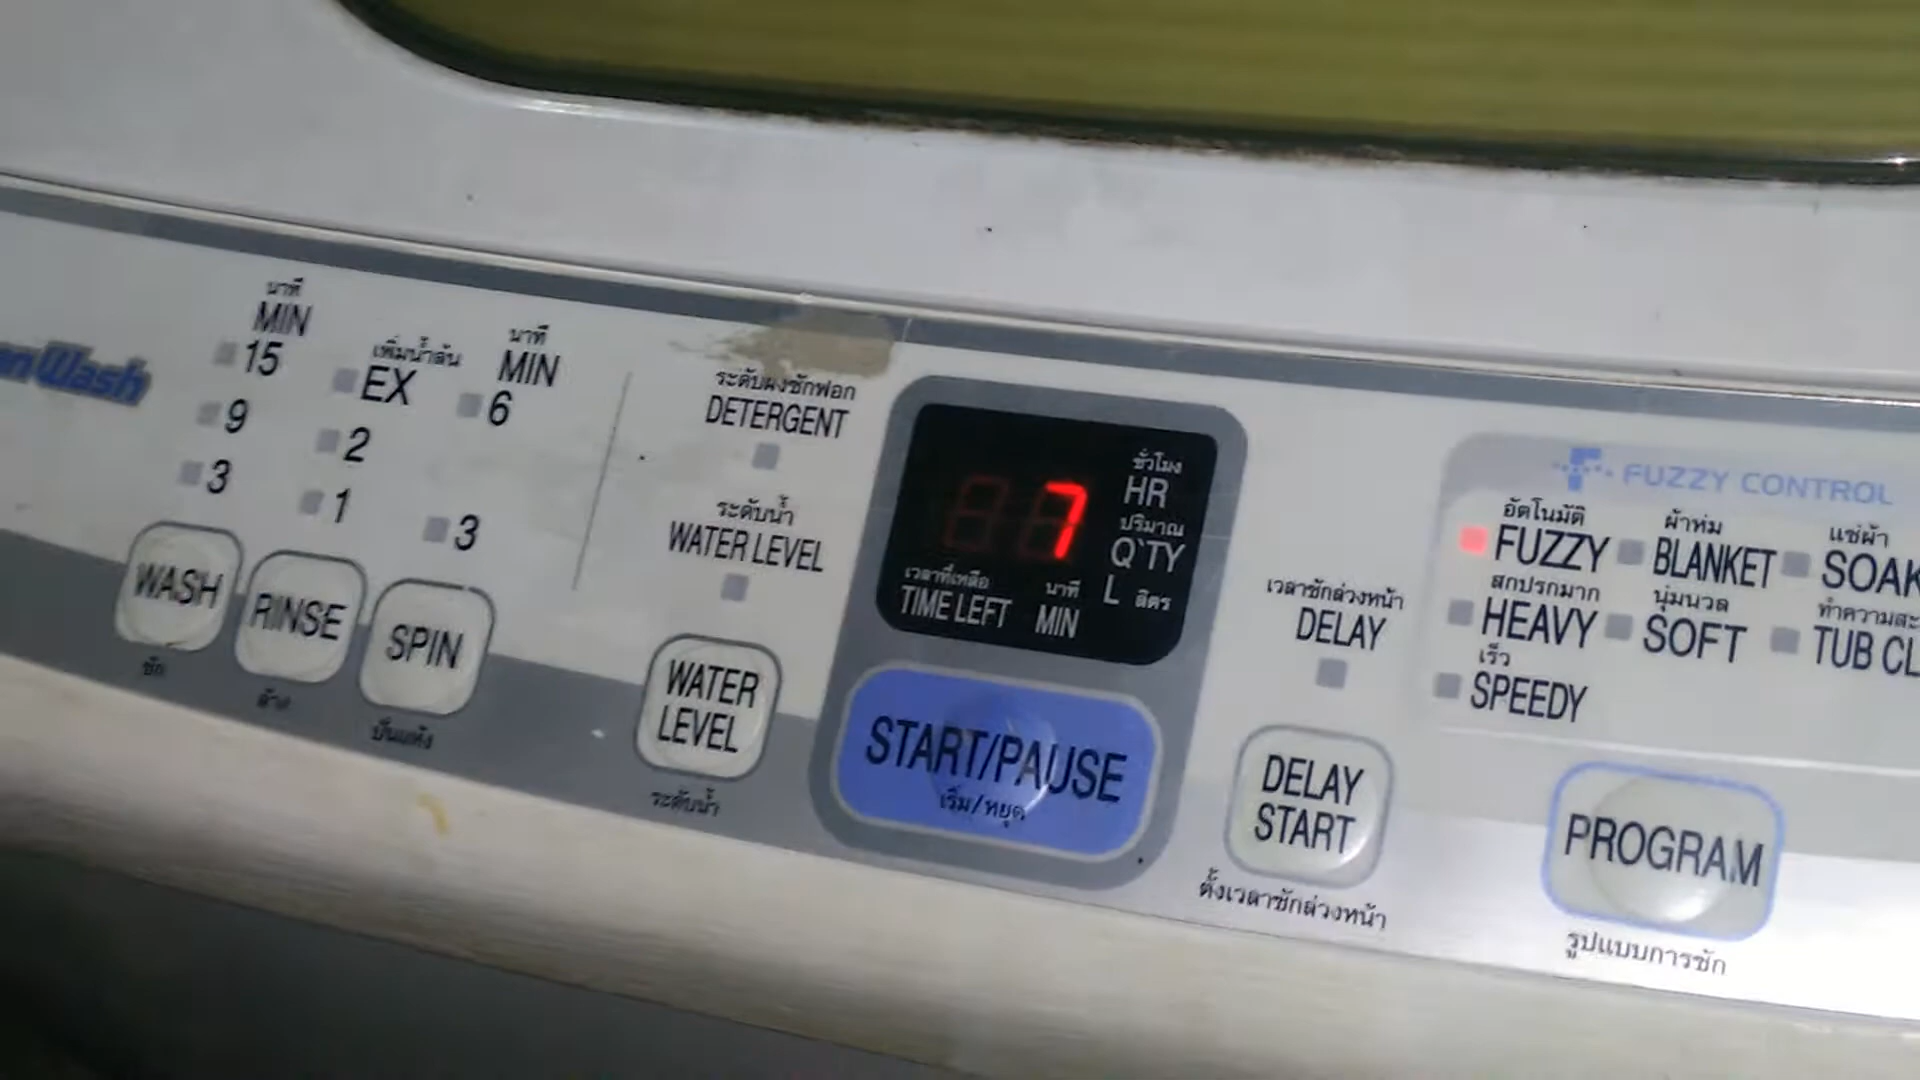 Wash
นาที
MIN
15
9
3
เพิ่มน้ำล้น
EX
2
1
นาที
MIN
6
3
WASH
ซัก
RINSE
ล้าง
SPIN
ปั่นแห้ง
ระดับผงซักฟอก
DETERGENT
ระดับน้ำ
WATER LEVEL
WATER
LEVEL
ระดับน้ำ
7
ชั่วโมง
HR
ปริมาณ
Q`TY
L ลิตร
เวลาที่เหลือ
TIME LEFT
นาที
MIN
START/PAUSE
เริ่ม/หยุด
เวลาซักล่วงหน้า
DELAY
DELAY
START
ตั้งเวลาซักล่วงหน้า
FUZZY CONTROL
อัตโนมัติ ผ้าห่ม แช่ผ้า
FUZZY BLANKET SOAK
สกปรกมาก นุ่มนวล
HEAVY SOFT TUB
เร็ว
SPEEDY
PROGRAM
รูปแบบการซัก